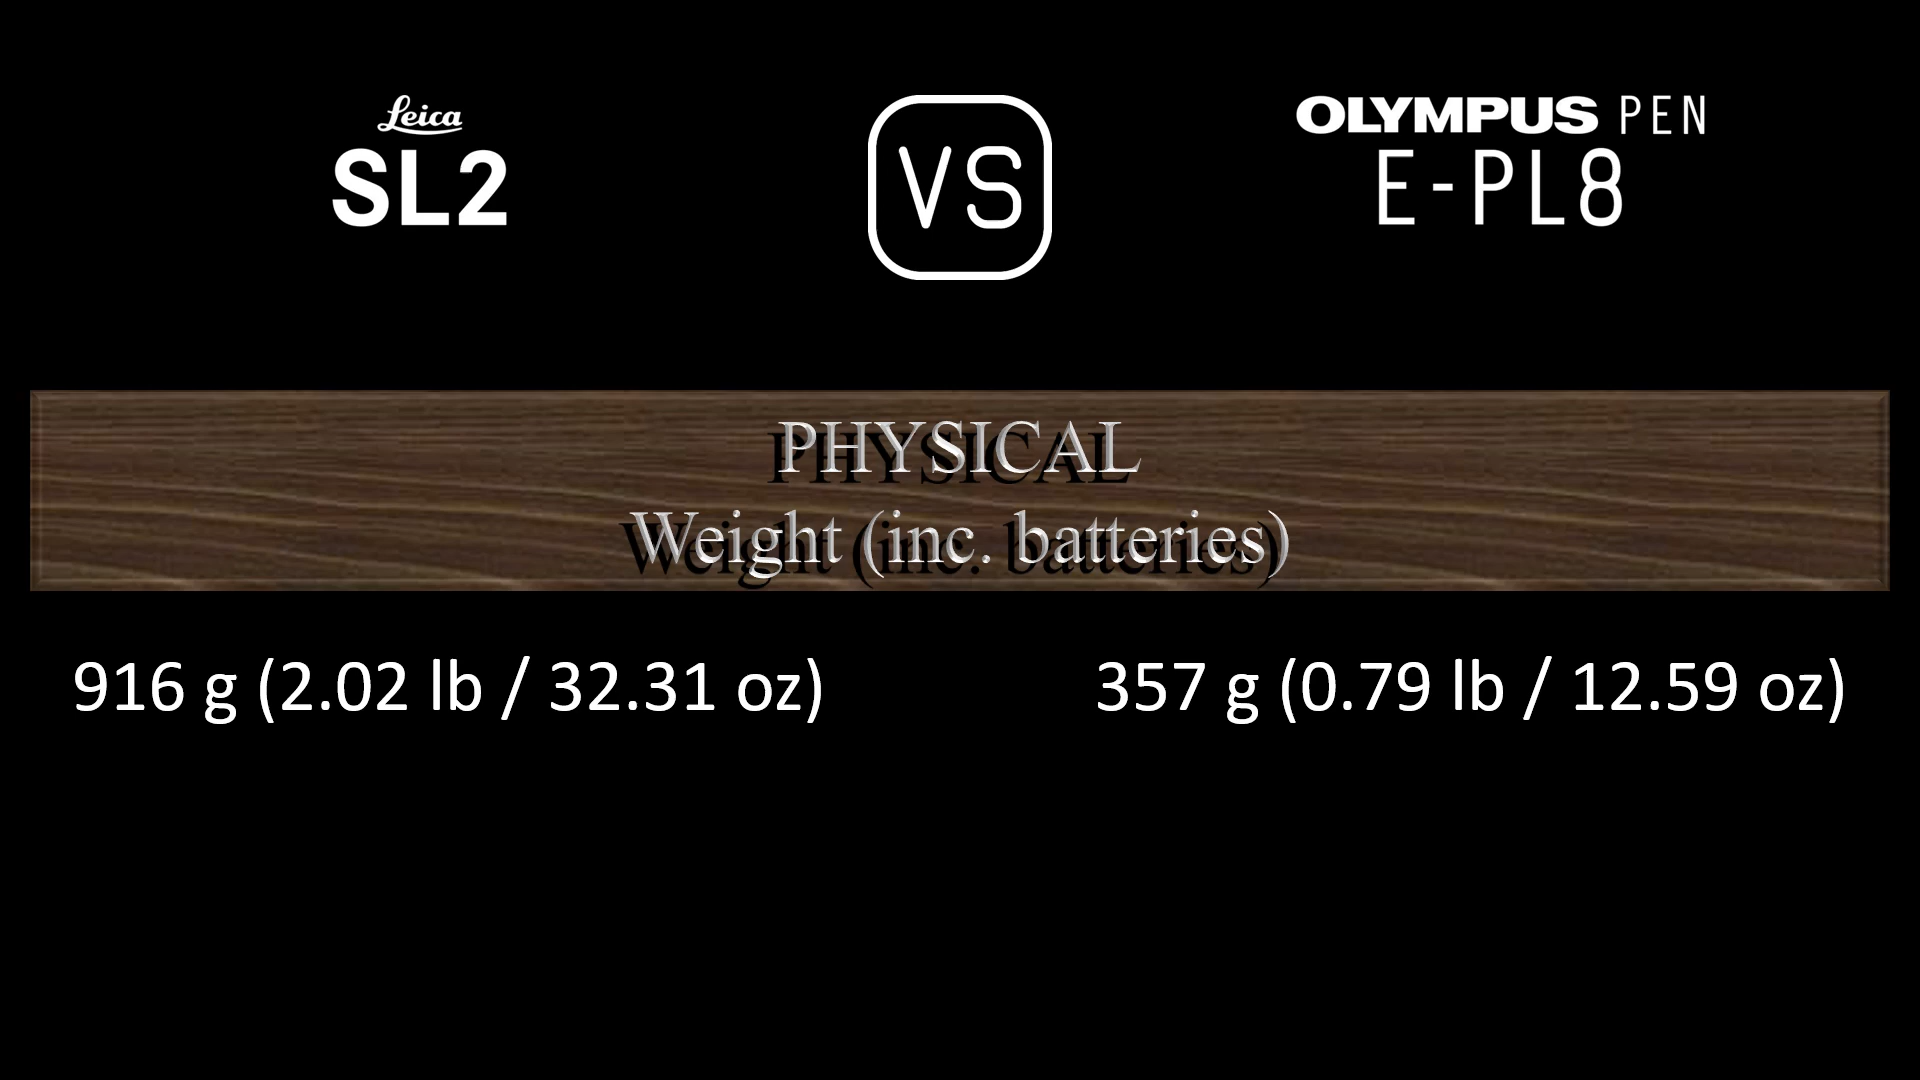 Leica
SL2
VS
OLYMPUS PEN
E-PL8
PHYSICAL
Weight (inc. batteries)
916 g (2.02 lb / 32.31 oz)
357 g (0.79 lb / 12.59 oz)